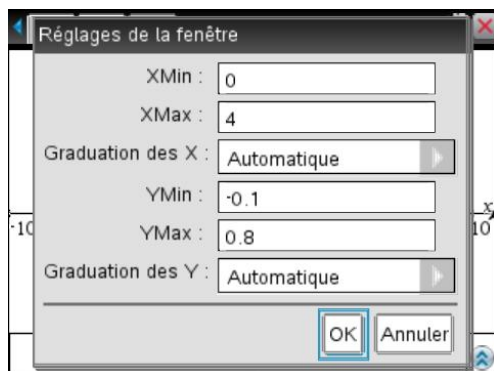 Réglages de la fenêtre
XMin : 0
XMax : 4
Graduation des X : Automatique
YMin : -0.1
-10
x
YMax : 0.8
10
Graduation des Y : Automatique
OK Annuler